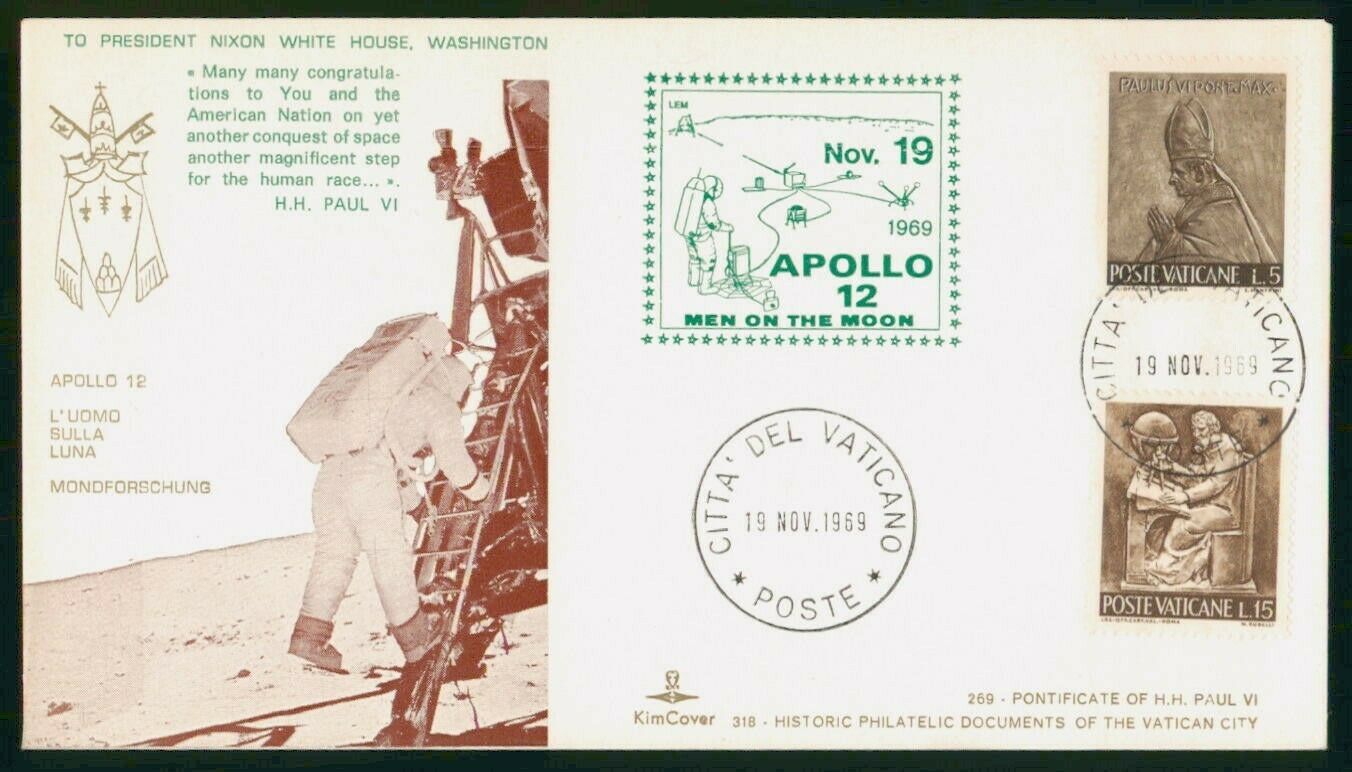 TO PRESIDENT NIXON WHITE HOUSE, WASHINGTON
« Many many congratula-
tions to You and the
American Nation on yet
another conquest of space
another magnificent step
for the human race... ».
H.H. PAUL VI
APOLLO 12
L'UOMO
SULLA
LUNA
MONDFORSCHUNG
LEM
Nov. 19
1969
APOLLO
12
MEN ON THE MOON
CITTA' DEL VATICANO
19 NOV.1969
POSTE
PAULUS VI PONT. MAX.
POSTE VATICANE L.5
CITTA' DEL VATICANO
19 NOV.1969
POSTE VATICANE L.15
KimCover
269 - PONTIFICATE OF H.H. PAUL VI
318 - HISTORIC PHILATELIC DOCUMENTS OF THE VATICAN CITY